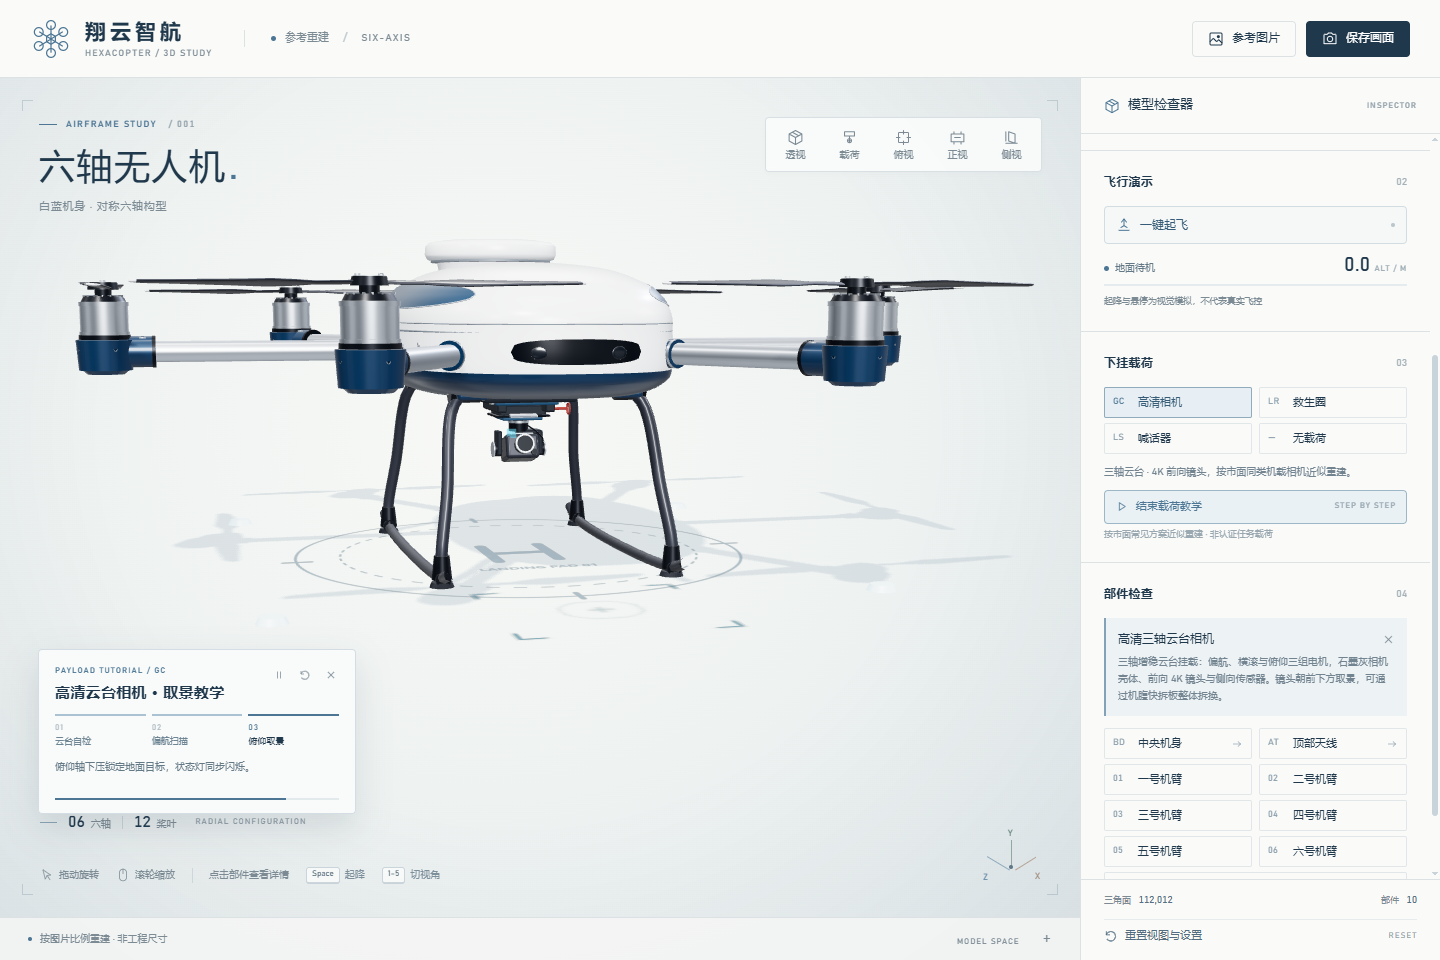 翔云智航
HEXACOPTER / 3D STUDY
参考重建 / SIX-AXIS
参考图片
保存画面
AIRFRAME STUDY / 001
六轴无人机.
白蓝机身 · 对称六轴构型
透视 载荷 俯视 正视 侧视
H
LANDING PAD 01
PAYLOAD TUTORIAL / GC
高清云台相机 • 取景教学
01 02 03
云台自检 偏航扫描 俯仰取景
俯仰轴下压锁定地面目标，状态灯同步闪烁。
06 六轴 12 桨叶 RADIAL CONFIGURATION
拖动旋转 滚轮缩放 点击部件查看详情 Space 起降 1–5 切视角
Y
Z X
按图片比例重建 · 非工程尺寸
MODEL SPACE +
模型检查器 INSPECTOR
飞行演示 02
一键起飞
地面待机 0.0 ALT / M
起降与悬停为视觉模拟，不代表真实飞控
下挂载荷 03
GC 高清相机 LR 救生圈
LS 喊话器 — 无载荷
三轴云台 · 4K 前向镜头，按市面同类机载相机近似重建。
结束载荷教学 STEP BY STEP
按市面常见方案近似重建 · 非认证任务载荷
部件检查 04
高清三轴云台相机
三轴增稳云台挂载：偏航、横滚与俯仰三组电机，石墨灰相机
壳体、前向 4K 镜头与侧向传感器。镜头朝前下方取景，可通
过机腹快拆板整体拆换。
BD 中央机身 → AT 顶部天线 →
01 一号机臂 02 二号机臂
03 三号机臂 04 四号机臂
05 五号机臂 06 六号机臂
三角面 112,012 部件 10
重置视图与设置 RESET